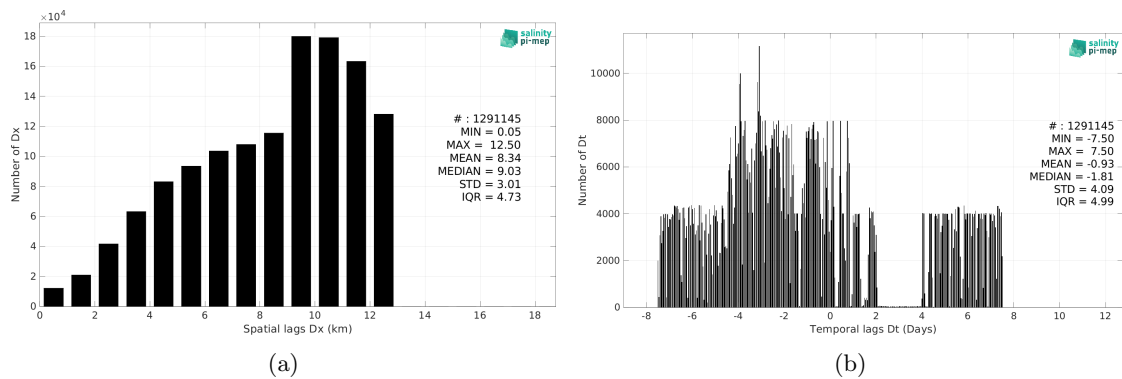 ×10⁴
18
16
14
12
10
8
6
4
2
0
Number of Dx
salinity
pi-mep
# : 1291145
MIN = 0.05
MAX = 12.50
MEAN = 8.34
MEDIAN = 9.03
STD = 3.01
IQR = 4.73
0 2 4 6 8 10 12 14 16 18
Spatial lags Dx (km)
(a)
10000
8000
6000
4000
2000
0
Number of Dt
salinity
pi-mep
# : 1291145
MIN = -7.50
MAX = 7.50
MEAN = -0.93
MEDIAN = -1.81
STD = 4.09
IQR = 4.99
-8 -6 -4 -2 0 2 4 6 8 10 12
Temporal lags Dt (Days)
(b)